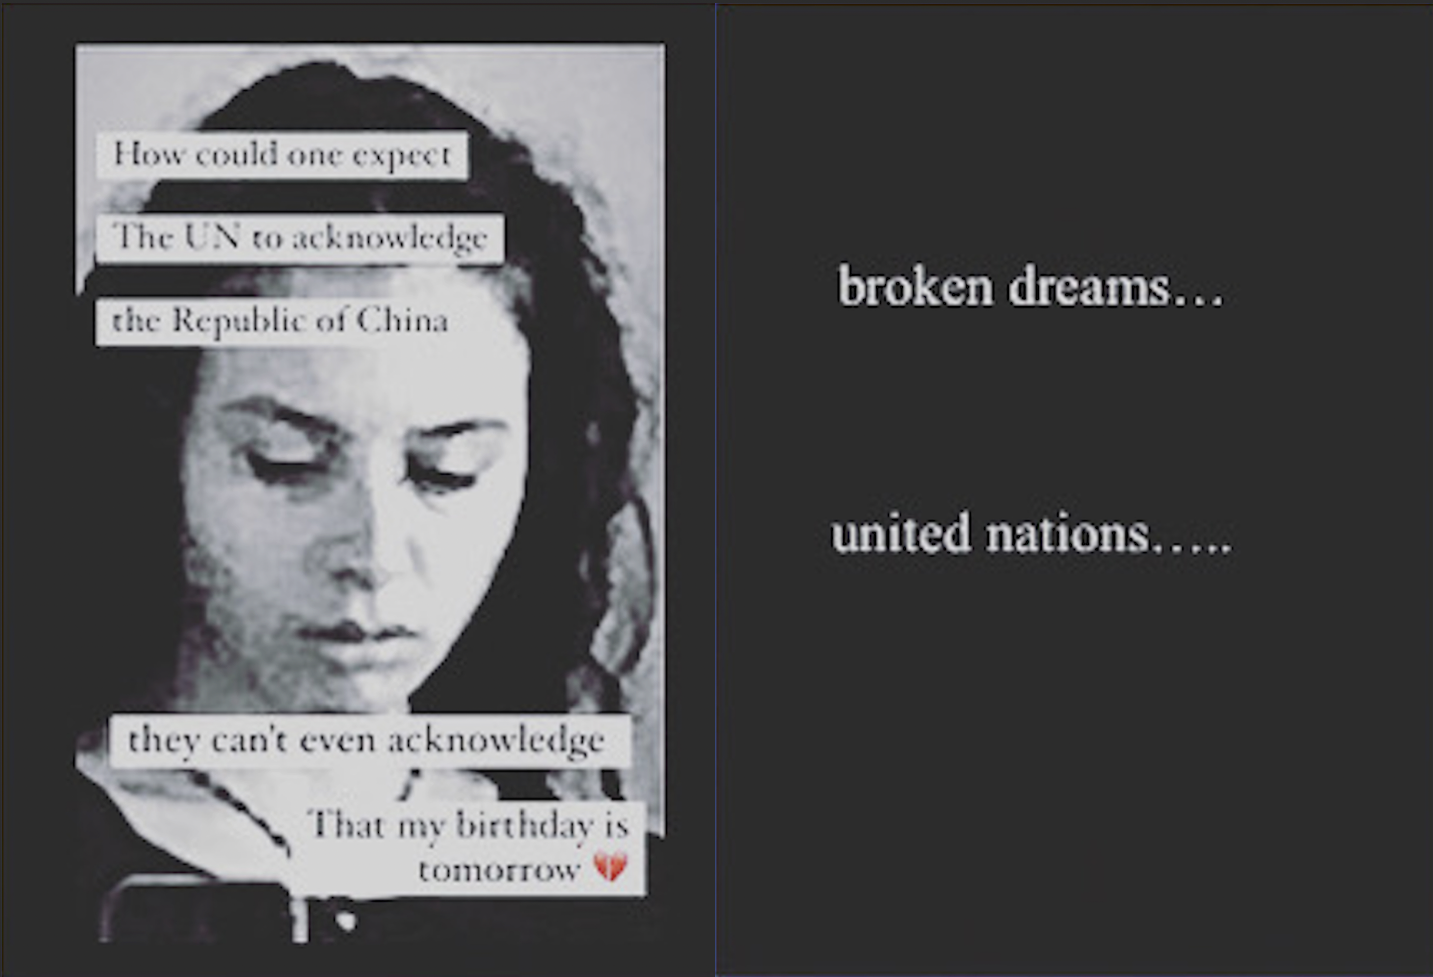 How could one expect
The UN to acknowledge
the Republic of China
they can't even acknowledge
That my birthday is
tomorrow 💔
broken dreams…
united nations…..